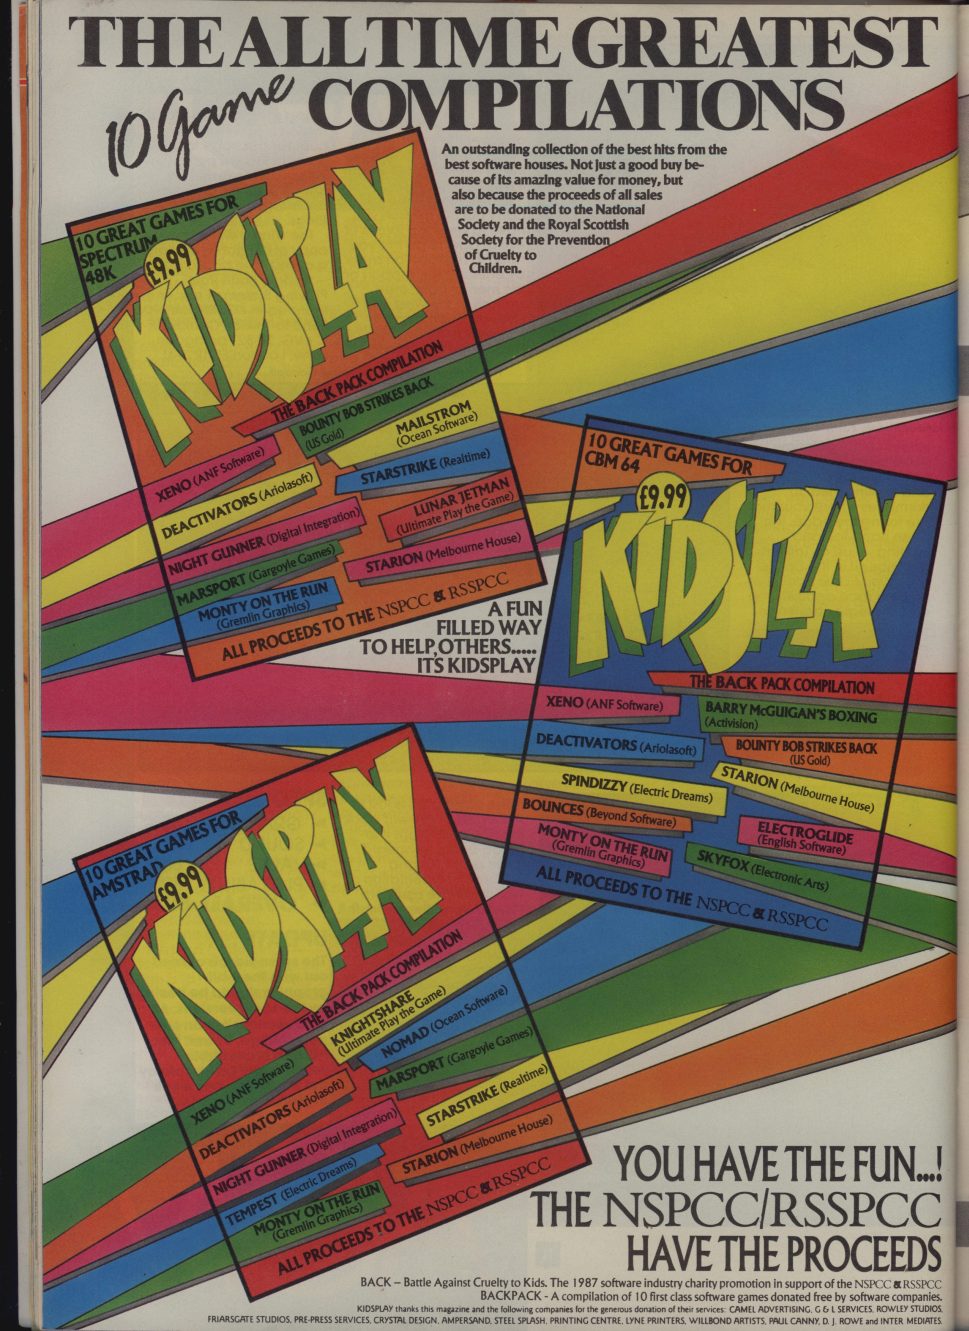 THE ALL TIME GREATEST
10 Game COMPILATIONS
An outstanding collection of the best hits from the
best software houses. Not just a good buy be-
cause of its amazing value for money, but
also because the proceeds of all sales
are to be donated to the National
Society and the Royal Scottish
Society for the Prevention
of Cruelty to
Children.
10 GREAT GAMES FOR
SPECTRUM
48K
£9.99
KIDSPLAY
THE BACK PACK COMPILATION
BOUNTY BOB STRIKES BACK
(US Gold)
MAILSTROM
(Ocean Software)
XENO (ANF Software)
STARSTRIKE (Realtime)
DEACTIVATORS (Ariolasoft)
LUNAR JETMAN
(Ultimate Play the Game)
NIGHT GUNNER (Digital Integration)
STARION (Melbourne House)
MARSPORT (Gargoyle Games)
MONTY ON THE RUN
(Gremlin Graphics)
ALL PROCEEDS TO THE NSPCC & RSSPCC
A FUN
FILLED WAY
TO HELP,OTHERS.....
ITS KIDSPLAY
10 GREAT GAMES FOR
CBM 64
£9.99
KIDSPLAY
THE BACK PACK COMPILATION
XENO (ANF Software)
BARRY McGUIGAN'S BOXING
(Activision)
DEACTIVATORS (Ariolasoft)
BOUNTY BOB STRIKES BACK
(US Gold)
SPINDIZZY (Electric Dreams)
STARION (Melbourne House)
BOUNCES (Beyond Software)
ELECTROGLIDE
(English Software)
MONTY ON THE RUN
(Gremlin Graphics)
SKYFOX (Electronic Arts)
ALL PROCEEDS TO THE NSPCC & RSSPCC
10 GREAT GAMES FOR
AMSTRAD
£9.99
KIDSPLAY
THE BACK PACK COMPILATION
KNIGHTSHARE
(Ultimate Play the Game)
NOMAD (Ocean Software)
XENO (ANF Software)
MARSPORT (Gargoyle Games)
DEACTIVATORS (Ariolasoft)
STARSTRIKE (Realtime)
NIGHT GUNNER (Digital Integration)
STARION (Melbourne House)
TEMPEST (Electric Dreams)
MONTY ON THE RUN
(Gremlin Graphics)
ALL PROCEEDS TO THE NSPCC & RSSPCC
YOU HAVE THE FUN...!
THE NSPCC/RSSPCC
HAVE THE PROCEEDS
BACK – Battle Against Cruelty to Kids. The 1987 software industry charity promotion in support of the NSPCC & RSSPCC
BACKPACK - A compilation of 10 first class software games donated free by software companies.
KIDSPLAY thanks this magazine and the following companies for the generous donation of their services: CAMEL ADVERTISING, G & L SERVICES, ROWLEY STUDIOS,
FRIARSGATE STUDIOS, PRE-PRESS SERVICES, CRYSTAL DESIGN, AMPERSAND, STEEL SPLASH, PRINTING CENTRE, LYNE PRINTERS, WILLBOND ARTISTS, PAUL CANNY, D. J. ROWE and INTER MEDIATES.